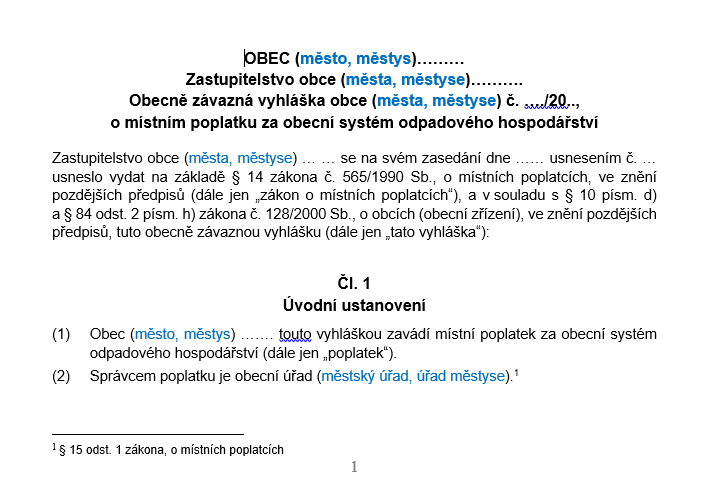 OBEC (město, městys)………
Zastupitelstvo obce (města, městyse)……….
Obecně závazná vyhláška obce (města, městyse) č. …./20..,
o místním poplatku za obecní systém odpadového hospodářství
Zastupitelstvo obce (města, městyse) … … se na svém zasedání dne …… usnesením č. …
usneslo vydat na základě § 14 zákona č. 565/1990 Sb., o místních poplatcích, ve znění
pozdějších předpisů (dále jen „zákon o místních poplatcích“), a v souladu s § 10 písm. d)
a § 84 odst. 2 písm. h) zákona č. 128/2000 Sb., o obcích (obecní zřízení), ve znění pozdějších
předpisů, tuto obecně závaznou vyhlášku (dále jen „tato vyhláška“):
Čl. 1
Úvodní ustanovení
(1) Obec (město, městys) ……. touto vyhláškou zavádí místní poplatek za obecní systém
odpadového hospodářství (dále jen „poplatek“).
(2) Správcem poplatku je obecní úřad (městský úřad, úřad městyse).1
1 § 15 odst. 1 zákona, o místních poplatcích
1